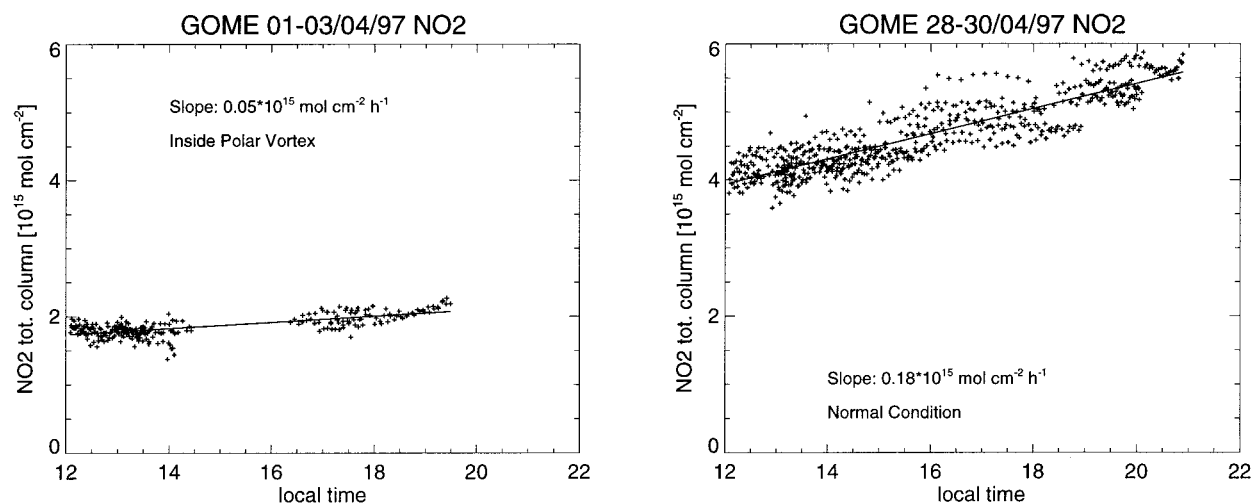 GOME 01-03/04/97 NO2
6
4
2
0
NO2 tot. column [10^15 mol cm^-2]
Slope: 0.05*10^15 mol cm^-2 h^-1
Inside Polar Vortex
12 14 16 18 20 22
local time
GOME 28-30/04/97 NO2
6
4
2
0
NO2 tot. column [10^15 mol cm^-2]
Slope: 0.18*10^15 mol cm^-2 h^-1
Normal Condition
12 14 16 18 20 22
local time